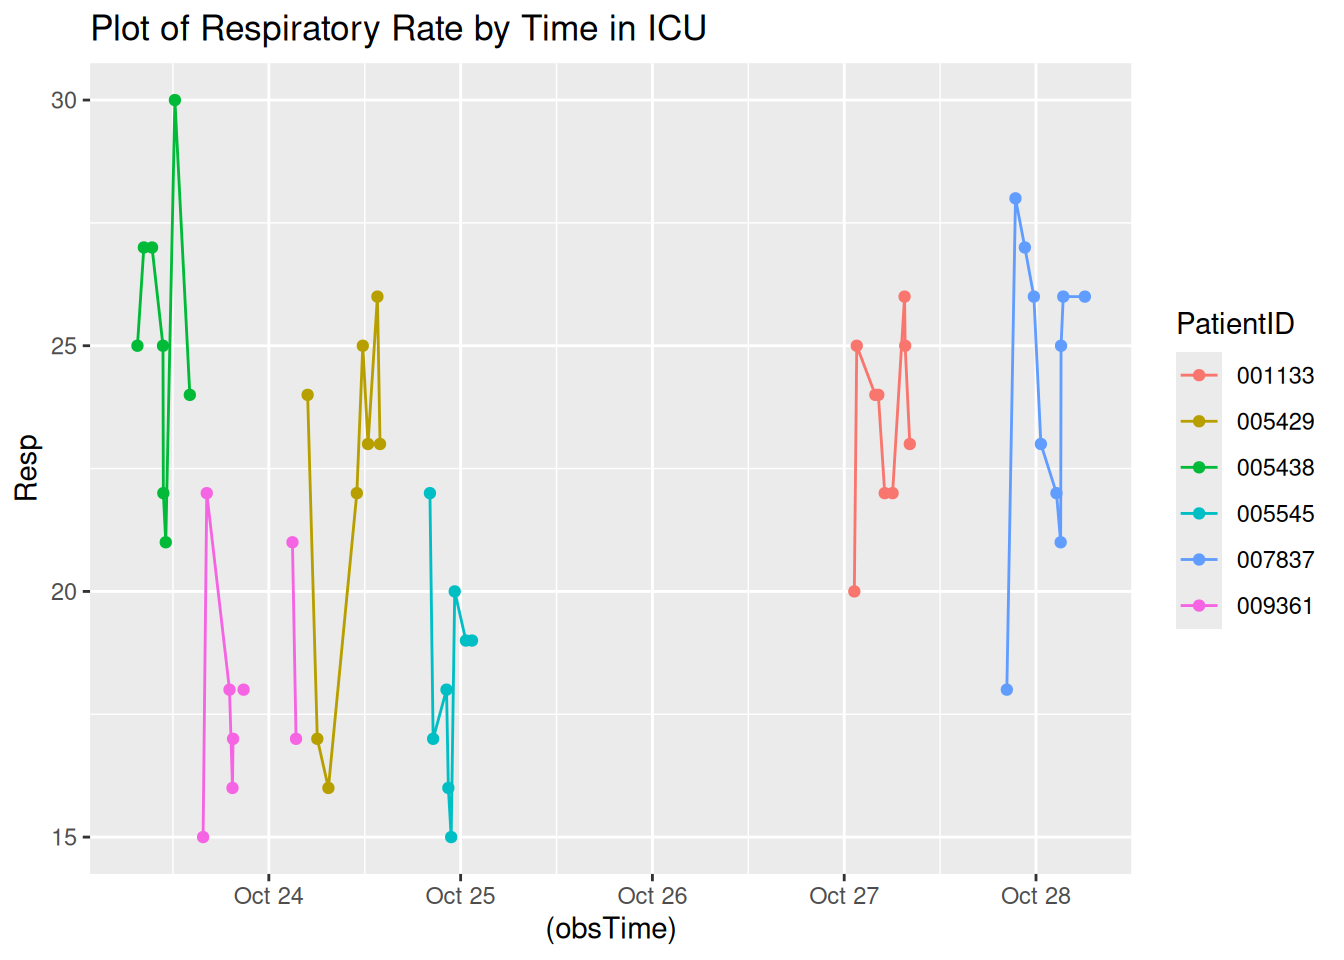 Plot of Respiratory Rate by Time in ICU
30
25
20
15
Resp
Oct 24 Oct 25 Oct 26 Oct 27 Oct 28
(obsTime)
PatientID
001133
005429
005438
005545
007837
009361